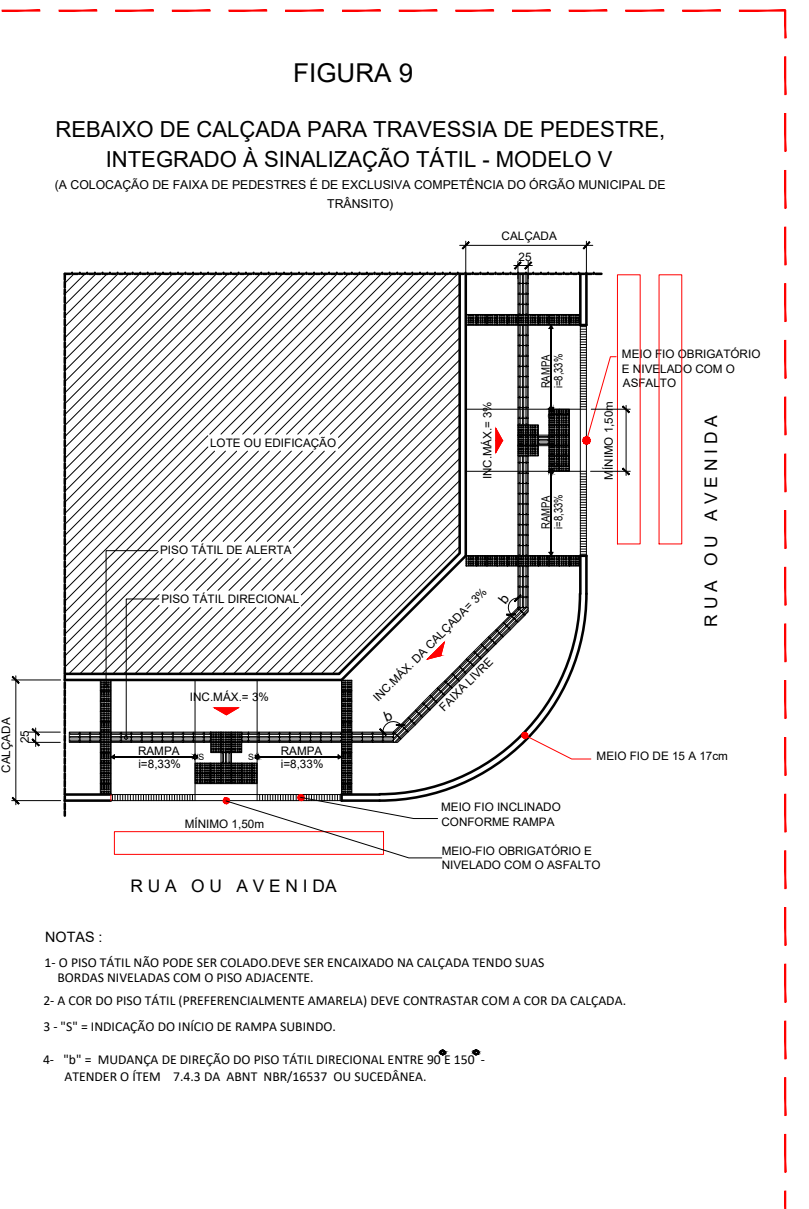 FIGURA 9
REBAIXO DE CALÇADA PARA TRAVESSIA DE PEDESTRE,
INTEGRADO À SINALIZAÇÃO TÁTIL - MODELO V
(A COLOCAÇÃO DE FAIXA DE PEDESTRES É DE EXCLUSIVA COMPETÊNCIA DO ÓRGÃO MUNICIPAL DE
TRÂNSITO)
CALÇADA
25
RAMPA
i=8,33%
MEIO FIO OBRIGATÓRIO
E NIVELADO COM O
ASFALTO
INC.MÁX.= 3%
MÍNIMO 1,50m
RAMPA
i=8,33%
RUA OU AVENIDA
LOTE OU EDIFICAÇÃO
PISO TÁTIL DE ALERTA
PISO TÁTIL DIRECIONAL
b
INC.MÁX. DA CALÇADA= 3%
FAIXA LIVRE
b
CALÇADA
25
INC.MÁX.= 3%
RAMPA
i=8,33%
S
S
RAMPA
i=8,33%
MEIO FIO DE 15 A 17cm
MEIO FIO INCLINADO
CONFORME RAMPA
MÍNIMO 1,50m
MEIO-FIO OBRIGATÓRIO E
NIVELADO COM O ASFALTO
RUA OU AVENIDA
NOTAS :
1- O PISO TÁTIL NÃO PODE SER COLADO.DEVE SER ENCAIXADO NA CALÇADA TENDO SUAS
BORDAS NIVELADAS COM O PISO ADJACENTE.
2- A COR DO PISO TÁTIL (PREFERENCIALMENTE AMARELA) DEVE CONTRASTAR COM A COR DA CALÇADA.
3 - "S" = INDICAÇÃO DO INÍCIO DE RAMPA SUBINDO.
4- "b" = MUDANÇA DE DIREÇÃO DO PISO TÁTIL DIRECIONAL ENTRE 90° E 150° -
ATENDER O ÍTEM 7.4.3 DA ABNT NBR/16537 OU SUCEDÂNEA.